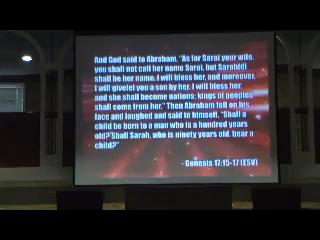 And God said to Abraham, "As for Sarai your wife,
you shall not call her name Sarai, but Sarah[d]
shall be her name. I will bless her, and moreover,
I will give[e] you a son by her. I will bless her,
and she shall become nations; kings of peoples
shall come from her." Then Abraham fell on his
face and laughed and said to himself, "Shall a
child be born to a man who is a hundred years
old? Shall Sarah, who is ninety years old, bear a
child?"
- Genesis 17:15-17 (ESV)